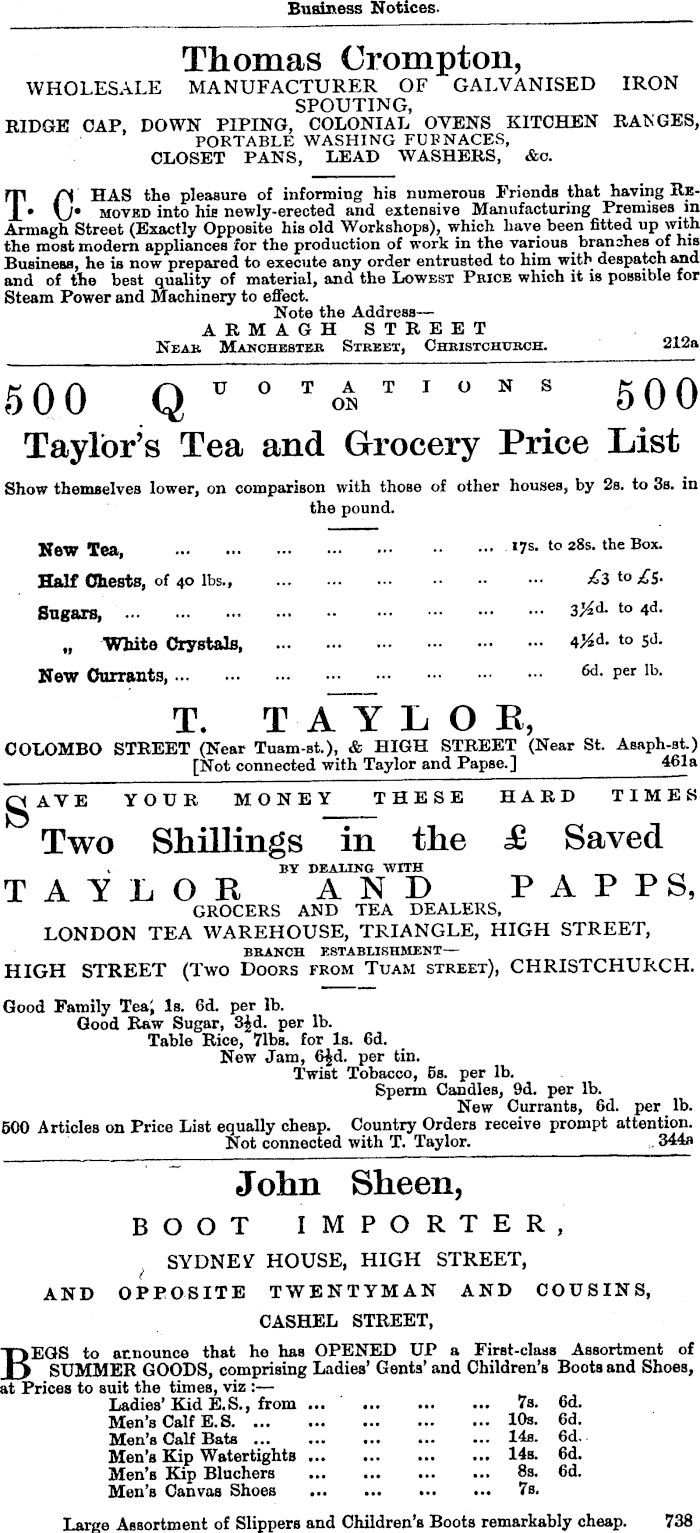 Business Notices.
Thomas Crompton,
WHOLESALE MANUFACTURER OF GALVANISED IRON
SPOUTING,
RIDGE CAP, DOWN PIPING, COLONIAL OVENS KITCHEN RANGES,
PORTABLE WASHING FURNACES,
CLOSET PANS, LEAD WASHERS, &c.
T. C. HAS the pleasure of informing his numerous Friends that having RE-
MOVED into his newly-erected and extensive Manufacturing Premises in
Armagh Street (Exactly Opposite his old Workshops), which have been fitted up with
the most modern appliances for the production of work in the various branches of his
Business, he is now prepared to execute any order entrusted to him with despatch and
and of the best quality of material, and the LOWEST PRICE which it is possible for
Steam Power and Machinery to effect.
Note the Address—
ARMAGH STREET
NEAR MANCHESTER STREET, CHRISTCHURCH. 212a
500 QUOTATIONS 500
ON
Taylor's Tea and Grocery Price List
Show themselves lower, on comparison with those of other houses, by 2s. to 3s. in
the pound.
New Tea, ... ... ... ... ... .. ... 17s. to 28s. the Box.
Half Chests, of 40 lbs., ... ... ... .. .. ... £3 to £5.
Sugars, ... ... ... ... ... ... .. ... ... 3½d. to 4d.
„ White Crystals, ... ... ... ... ... ... 4½d. to 5d.
New Currants, ... ... ... ... ... ... ... ... 6d. per lb.
T. TAYLOR,
COLOMBO STREET (Near Tuam-st.), & HIGH STREET (Near St. Asaph-st.)
[Not connected with Taylor and Papse.] 461a
SAVE YOUR MONEY THESE HARD TIMES
Two Shillings in the £ Saved
BY DEALING WITH
TAYLOR AND PAPPS,
GROCERS AND TEA DEALERS,
LONDON TEA WAREHOUSE, TRIANGLE, HIGH STREET,
BRANCH ESTABLISHMENT—
HIGH STREET (TWO DOORS FROM TUAM STREET), CHRISTCHURCH.
Good Family Tea, 1s. 6d. per lb.
Good Raw Sugar, 3½d. per lb.
Table Rice, 7lbs. for 1s. 6d.
New Jam, 6½d. per tin.
Twist Tobacco, 5s. per lb.
Sperm Candles, 9d. per lb.
New Currants, 6d. per lb.
500 Articles on Price List equally cheap. Country Orders receive prompt attention.
Not connected with T. Taylor. 344a
John Sheen,
BOOT IMPORTER,
SYDNEY HOUSE, HIGH STREET,
AND OPPOSITE TWENTYMAN AND COUSINS,
CASHEL STREET,
BEGS to announce that he has OPENED UP a First-class Assortment of
SUMMER GOODS, comprising Ladies' Gents' and Children's Boots and Shoes,
at Prices to suit the times, viz :—
Ladies' Kid E.S., from ... ... ... ... 7s. 6d.
Men's Calf E.S. ... ... ... ... ... 10s. 6d.
Men's Calf Bats ... ... ... ... ... 14s. 6d.
Men's Kip Watertights ... ... ... ... 14s. 6d.
Men's Kip Bluchers ... ... ... ... 8s. 6d.
Men's Canvas Shoes ... ... ... ... 7s.
Large Assortment of Slippers and Children's Boots remarkably cheap. 738